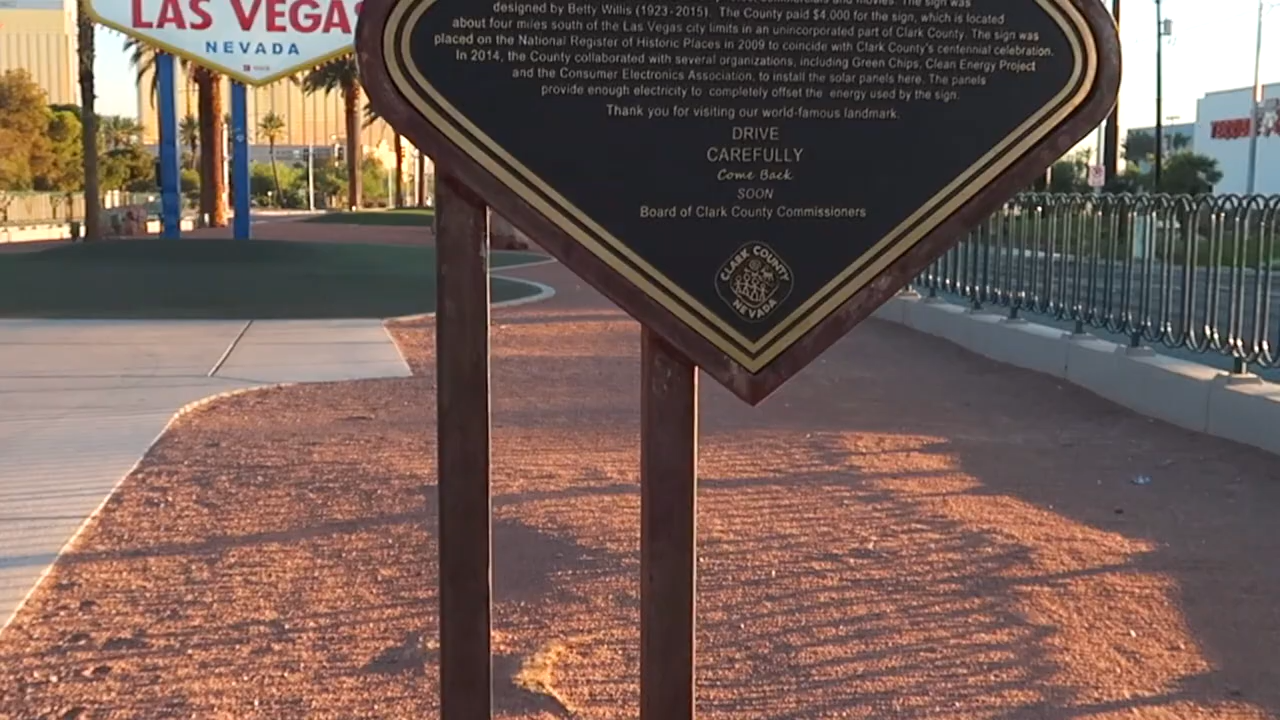 LAS VEGAS
NEVADA
commercials and movies. The sign was
designed by Betty Willis (1923-2015). The County paid $4,000 for the sign, which is located
about four miles south of the Las Vegas city limits in an unincorporated part of Clark County. The sign was
placed on the National Register of Historic Places in 2009 to coincide with Clark County's centennial celebration.
In 2014, the County collaborated with several organizations, including Green Chips, Clean Energy Project
and the Consumer Electronics Association, to install the solar panels here. The panels
provide enough electricity to completely offset the energy used by the sign.
Thank you for visiting our world-famous landmark.
DRIVE
CAREFULLY
Come Back
SOON
Board of Clark County Commissioners
CLARK COUNTY
NEVADA